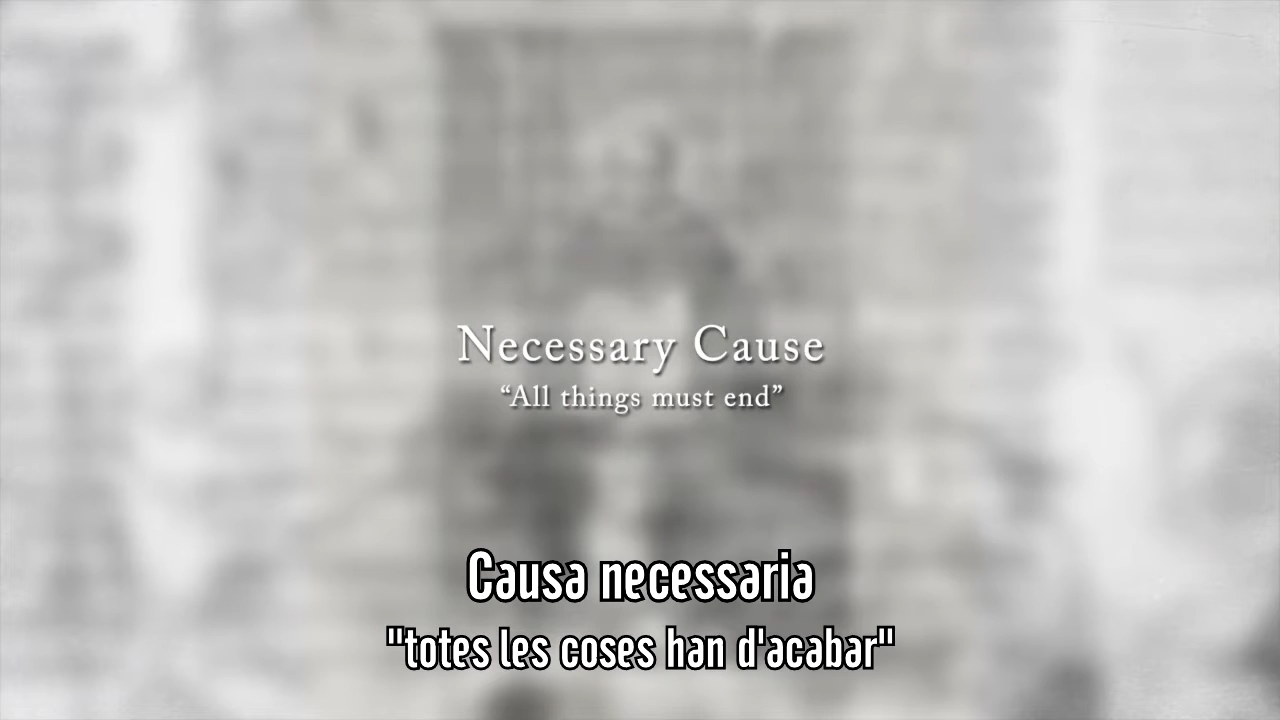 Necessary Cause
“All things must end”
Causa necessaria
"totes les coses han d'acabar"